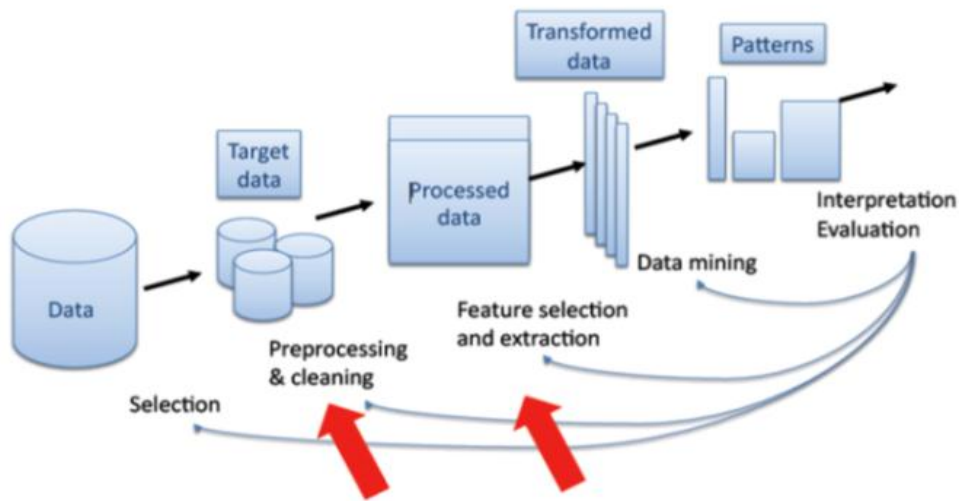 Transformed
data
Patterns
Target
data
Processed
data
Data
Interpretation
Evaluation
Data mining
Feature selection
and extraction
Preprocessing
& cleaning
Selection